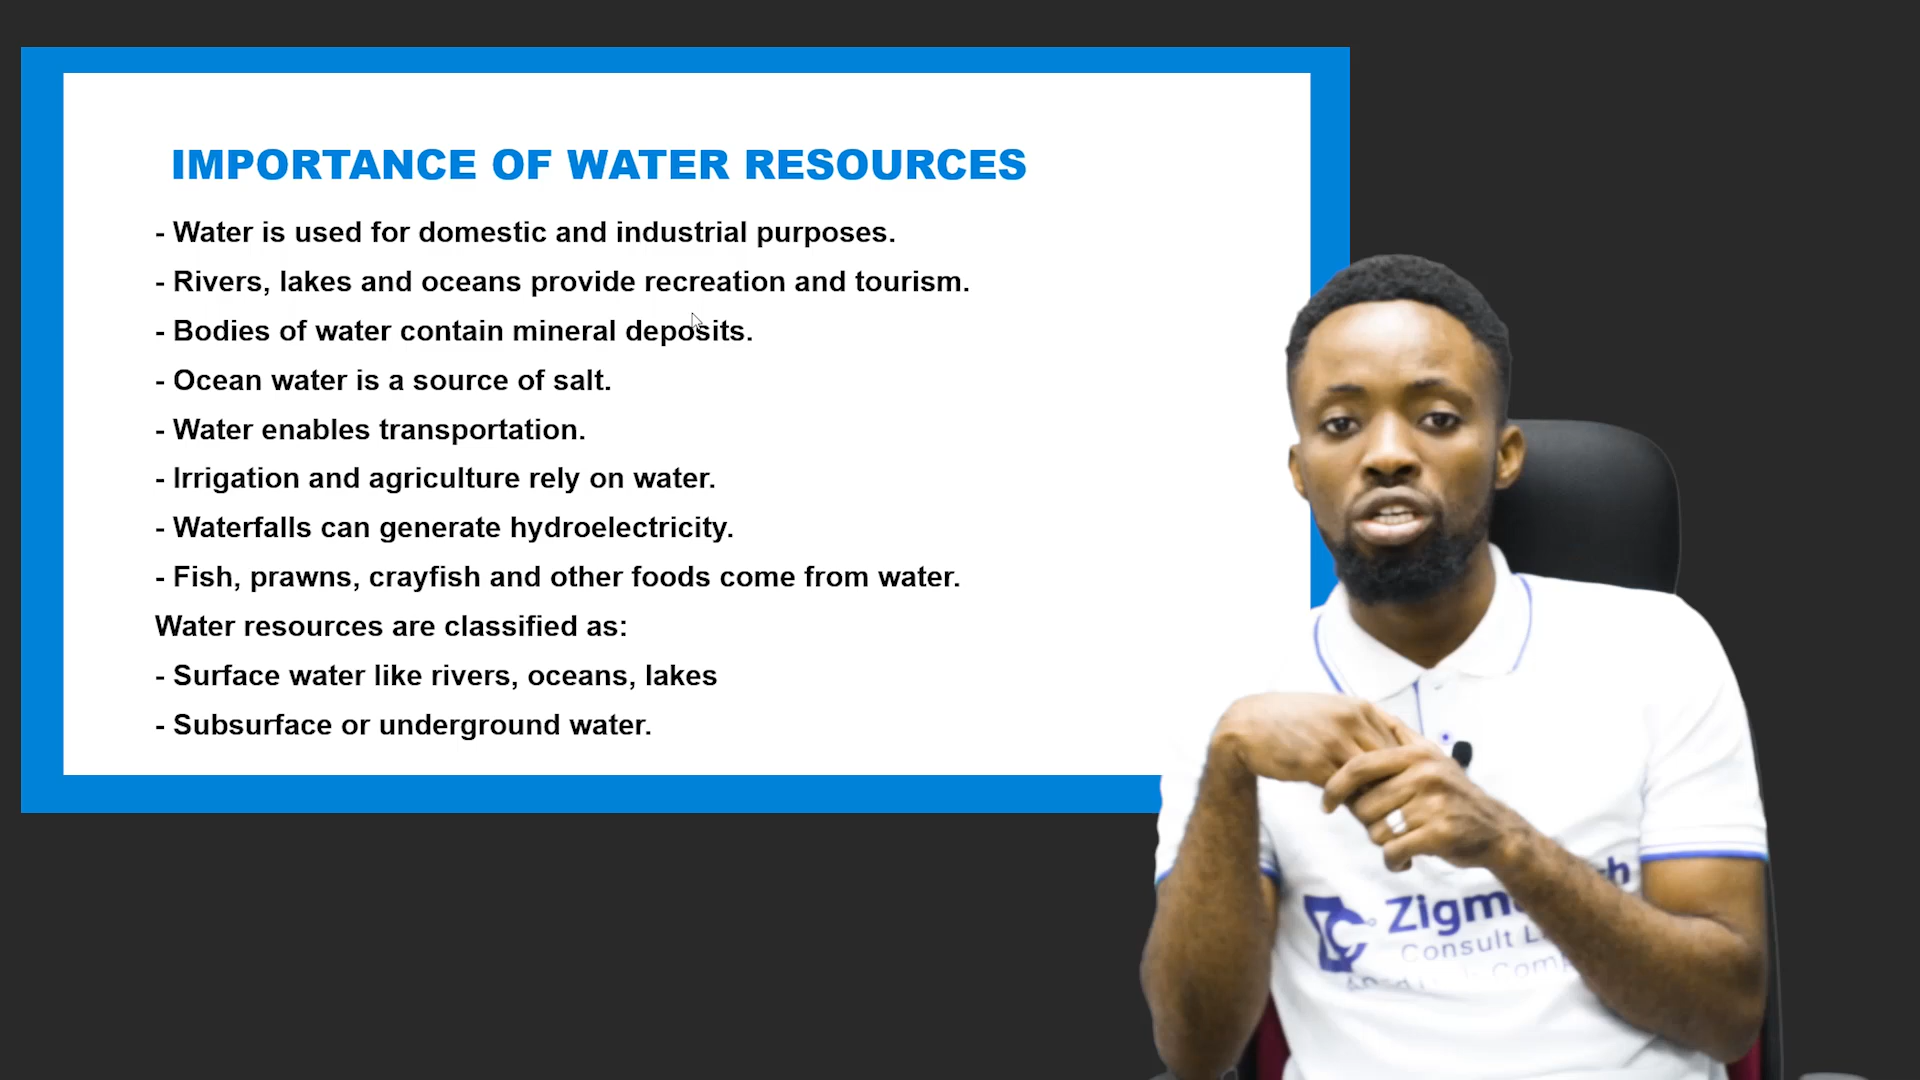 IMPORTANCE OF WATER RESOURCES
- Water is used for domestic and industrial purposes.
- Rivers, lakes and oceans provide recreation and tourism.
- Bodies of water contain mineral deposits.
- Ocean water is a source of salt.
- Water enables transportation.
- Irrigation and agriculture rely on water.
- Waterfalls can generate hydroelectricity.
- Fish, prawns, crayfish and other foods come from water.
Water resources are classified as:
- Surface water like rivers, oceans, lakes
- Subsurface or underground water.
Consult